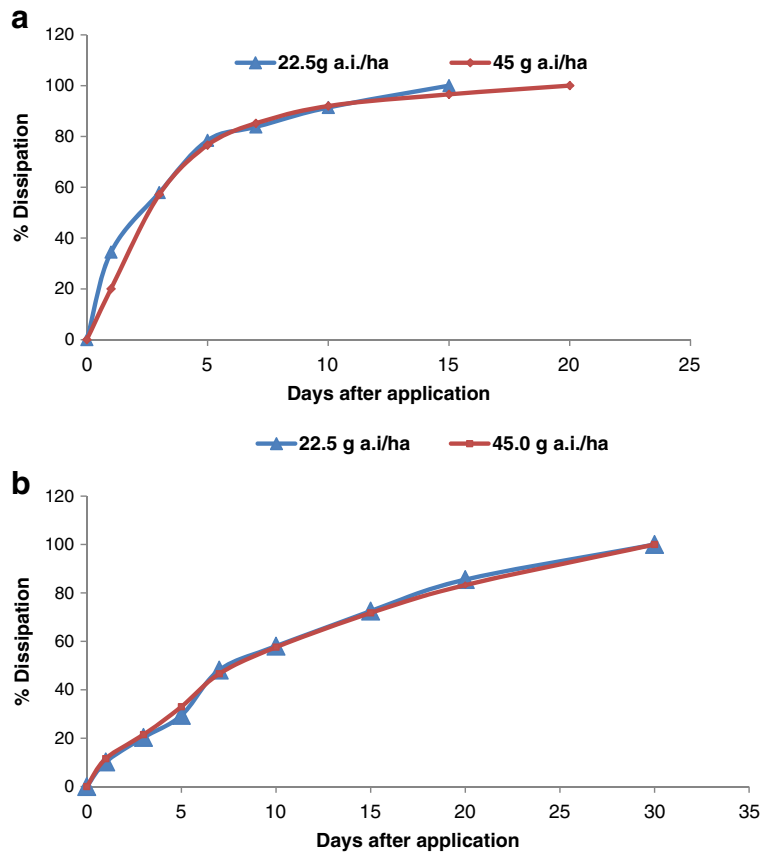 a
22.5g a.i./ha 45 g a.i/ha
120
100
80
60
40
20
0
% Dissipation
0 5 10 15 20 25
Days after application
22.5 g a.i/ha 45.0 g a.i./ha
b
120
100
80
60
40
20
0
% Dissipation
0 5 10 15 20 25 30 35
Days after application